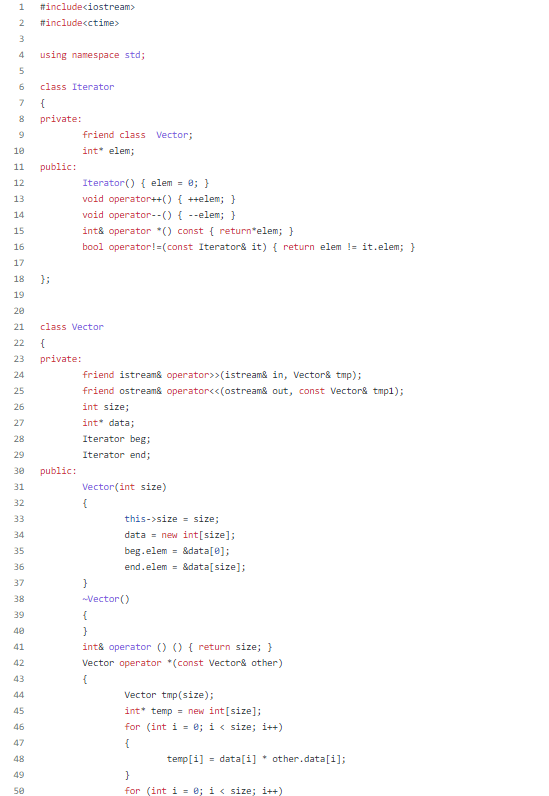 1 #include<iostream>
2 #include<ctime>
3
4 using namespace std;
5
6 class Iterator
7 {
8 private:
9 friend class  Vector;
10 int* elem;
11 public:
12 Iterator() { elem = 0; }
13 void operator++() { ++elem; }
14 void operator--() { --elem; }
15 int& operator *() const { return*elem; }
16 bool operator!=(const Iterator& it) { return elem != it.elem; }
17
18 };
19
20
21 class Vector
22 {
23 private:
24 friend istream& operator>>(istream& in, Vector& tmp);
25 friend ostream& operator<<(ostream& out, const Vector& tmp1);
26 int size;
27 int* data;
28 Iterator beg;
29 Iterator end;
30 public:
31 Vector(int size)
32 {
33 this->size = size;
34 data = new int[size];
35 beg.elem = &data[0];
36 end.elem = &data[size];
37 }
38 ~Vector()
39 {
40 }
41 int& operator () () { return size; }
42 Vector operator *(const Vector& other)
43 {
44 Vector tmp(size);
45 int* temp = new int[size];
46 for (int i = 0; i < size; i++)
47 {
48 temp[i] = data[i] * other.data[i];
49 }
50 for (int i = 0; i < size; i++)